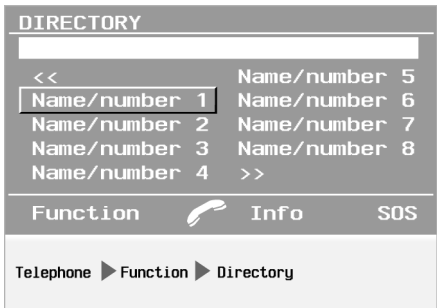 DIRECTORY
<< Name/number 5
Name/number 1 Name/number 6
Name/number 2 Name/number 7
Name/number 3 Name/number 8
Name/number 4 >>
Function Info SOS
Telephone ▶ Function ▶ Directory